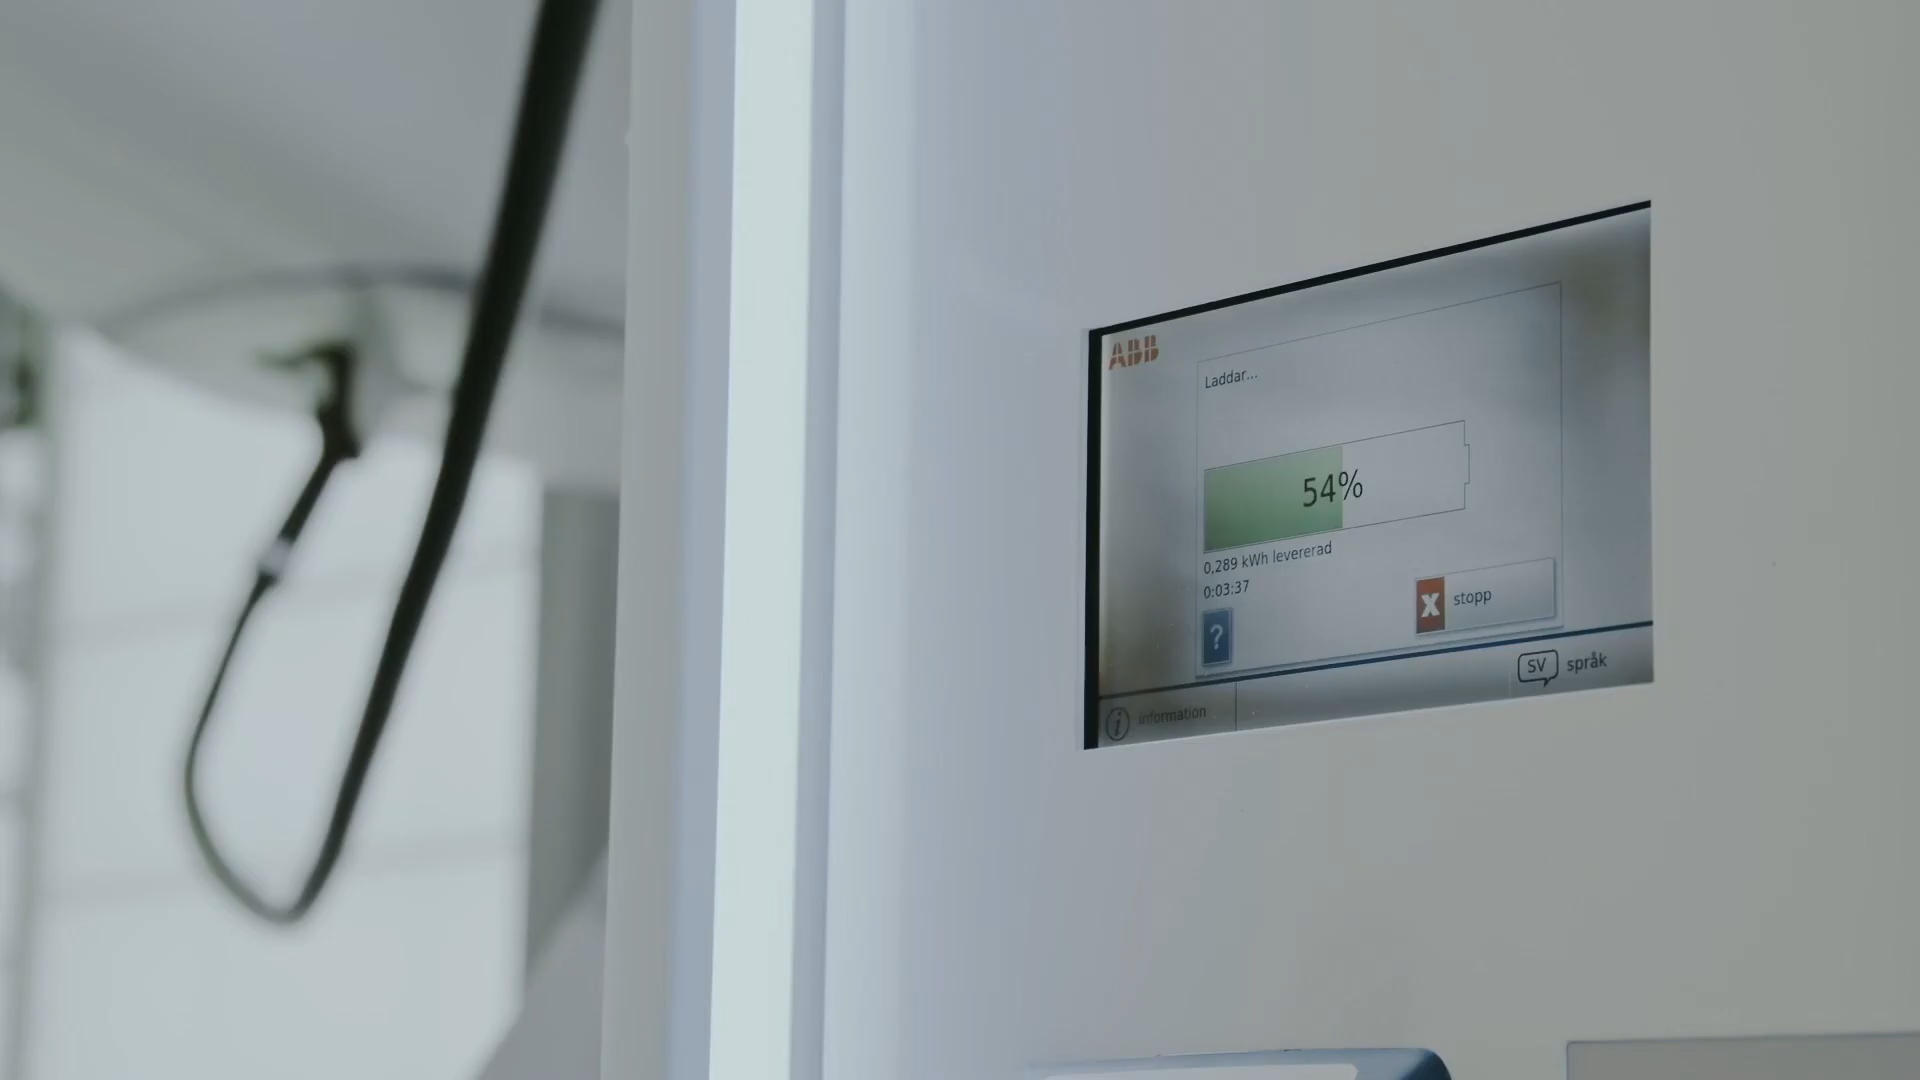 ABB
Laddar...
54%
0,289 kWh levererad
0:03:37
?
X stopp
SV språk
i information